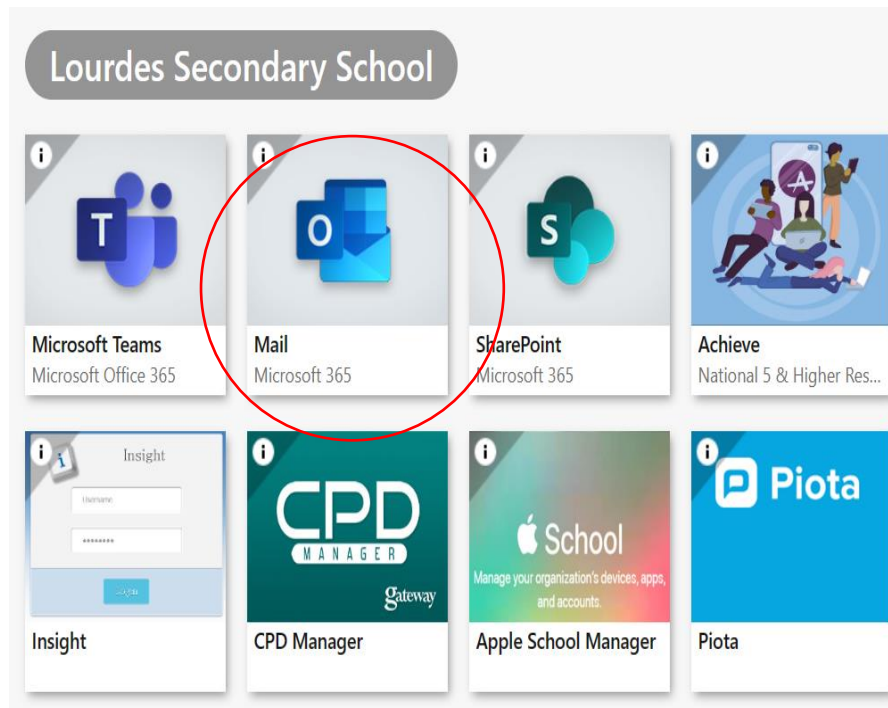 Lourdes Secondary School
i
i
i
i
T
O
S
A
Microsoft Teams
Mail
SharePoint
Achieve
Microsoft Office 365
Microsoft 365
Microsoft 365
National 5 & Higher Res...
i
i
i
i
i
Insight
Username
********
CPD
MANAGER
gateway
School
Manage your organization's devices, apps,
and accounts.
Piota
Insight
CPD Manager
Apple School Manager
Piota